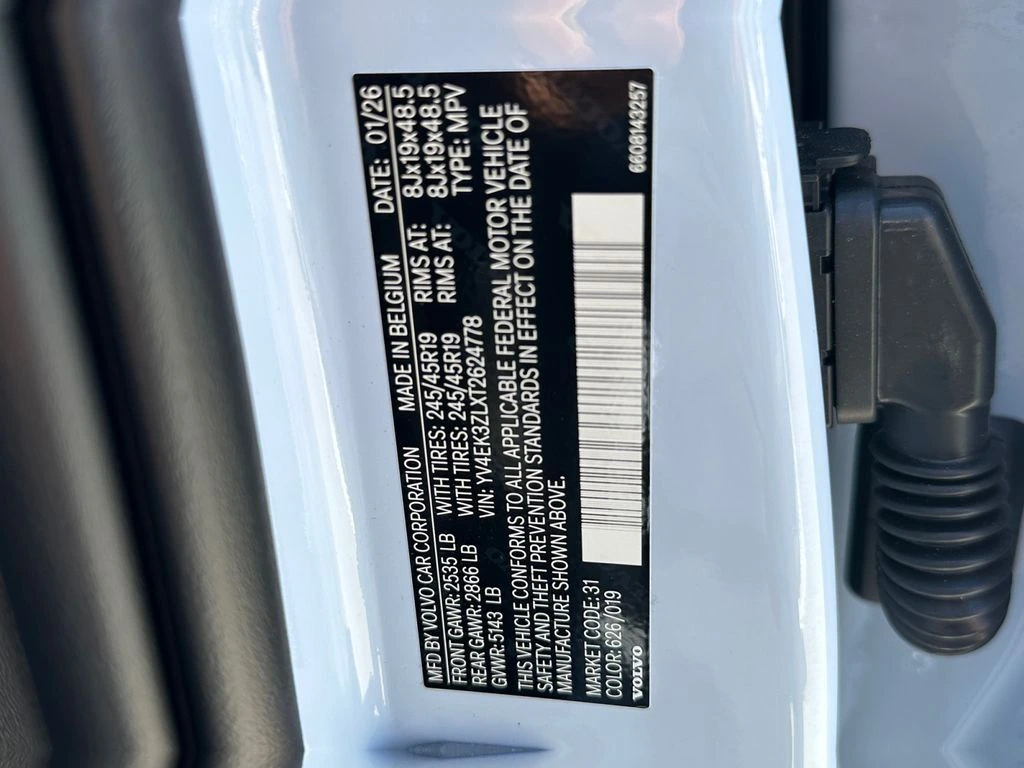 MFD BY VOLVO CAR CORPORATION MADE IN BELGIUM DATE: 01/26
FRONT GAWR: 2535 LB WITH TIRES: 245/45R19 RIMS AT: 8Jx19x48.5
REAR GAWR: 2866 LB WITH TIRES: 245/45R19 RIMS AT: 8Jx19x48.5
GVWR: 5143 LB VIN: YV4EK3ZLXT2624778 TYPE: MPV
THIS VEHICLE CONFORMS TO ALL APPLICABLE FEDERAL MOTOR VEHICLE
SAFETY AND THEFT PREVENTION STANDARDS IN EFFECT ON THE DATE OF
MANUFACTURE SHOWN ABOVE.
MARKET CODE: 31
COLOR: 626 / 019
VOLVO 6608143257